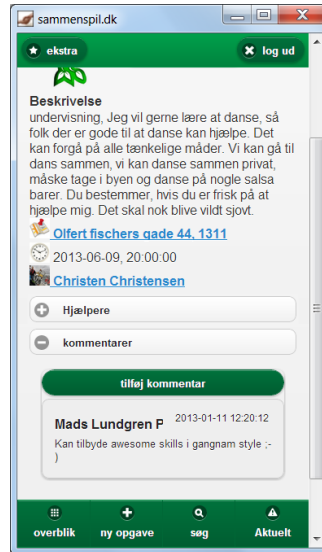 sammenspil.dk
ekstra
log ud
Beskrivelse
undervisning, Jeg vil gerne lære at danse, så
folk der er gode til at danse kan hjælpe. Det
kan forgå på alle tænkelige måder. Vi kan gå til
dans sammen, vi kan danse sammen privat,
måske tage i byen og danse på nogle salsa
barer. Du bestemmer, hvis du er frisk på at
hjælpe mig. Det skal nok blive vildt sjovt.
Olfert fischers gade 44, 1311
2013-06-09, 20:00:00
Christen Christensen
Hjælpere
kommentarer
tilføj kommentar
Mads Lundgren P 2013-01-11 12:20:12
Kan tilbyde awesome skills i gangnam style ;-
)
overblik ny opgave søg Aktuelt